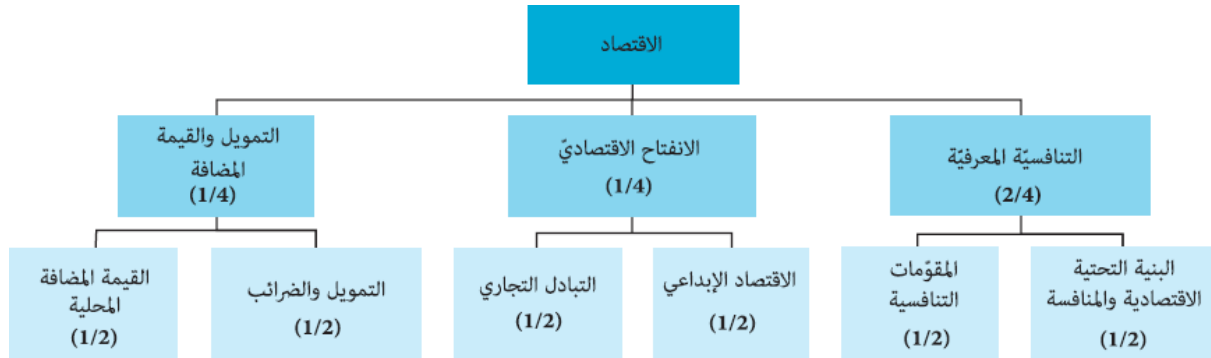 الاقتصاد
التنافسيّة المعرفيّة
(2/4)
الانفتاح الاقتصاديّ
(1/4)
التمويل والقيمة
المضافة
(1/4)
البنية التحتية
الاقتصادية والمنافسة
(1/2)
المقوّمات
التنافسية
(1/2)
الاقتصاد الإبداعي
(1/2)
التبادل التجاري
(1/2)
التمويل والضرائب
(1/2)
القيمة المضافة
المحلية
(1/2)